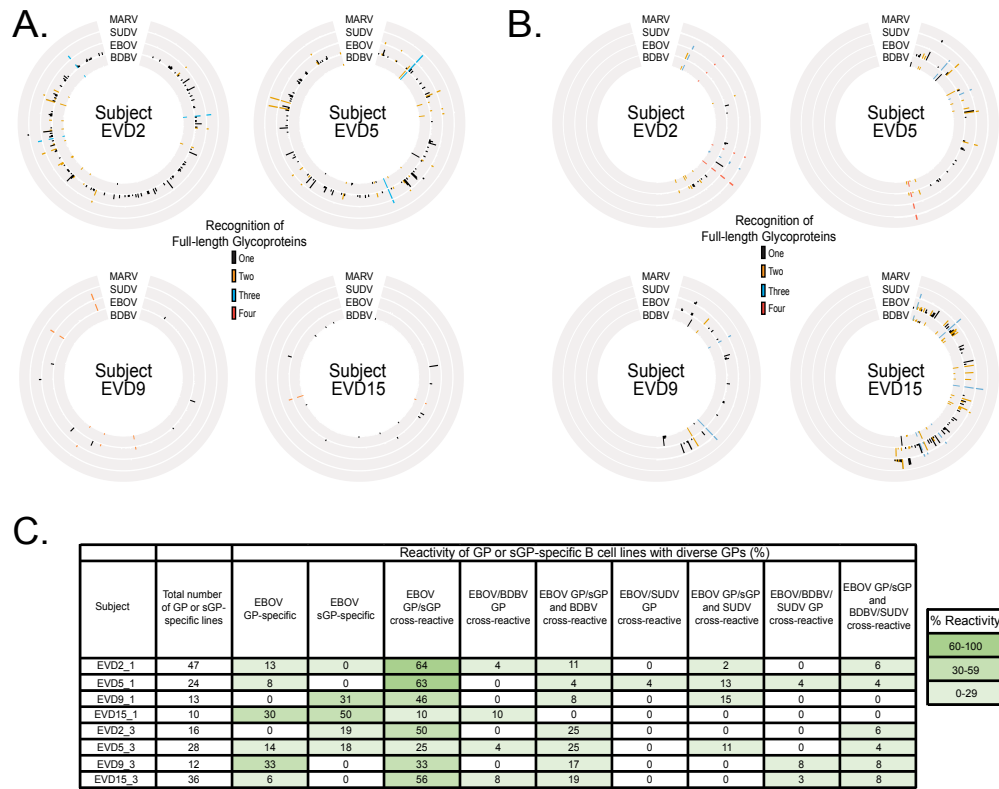 A.
MARV
SUDV
EBOV
BDBV
Subject
EVD2
MARV
SUDV
EBOV
BDBV
Subject
EVD5
Recognition of
Full-length Glycoproteins
One
Two
Three
Four
MARV
SUDV
EBOV
BDBV
Subject
EVD9
MARV
SUDV
EBOV
BDBV
Subject
EVD15
B.
MARV
SUDV
EBOV
BDBV
Subject
EVD2
MARV
SUDV
EBOV
BDBV
Subject
EVD5
Recognition of
Full-length Glycoproteins
One
Two
Three
Four
MARV
SUDV
EBOV
BDBV
Subject
EVD9
MARV
SUDV
EBOV
BDBV
Subject
EVD15
C.
Reactivity of GP or sGP-specific B cell lines with diverse GPs (%)
Subject
Total number
of GP or sGP-
specific lines
EBOV
GP-specific
EBOV
sGP-specific
EBOV
GP/sGP
cross-reactive
EBOV/BDBV
GP
cross-reactive
EBOV GP/sGP
and BDBV
cross-reactive
EBOV/SUDV
GP
cross-reactive
EBOV GP/sGP
and SUDV
cross-reactive
EBOV/BDBV/
SUDV GP
cross-reactive
EBOV GP/sGP
and
BDBV/SUDV
cross-reactive
EVD2_1 47 13 0 64 4 11 0 2 0 6
EVD5_1 24 8 0 63 0 4 4 13 4 4
EVD9_1 13 0 31 46 0 8 0 15 0 0
EVD15_1 10 30 50 10 10 0 0 0 0 0
EVD2_3 16 0 19 50 0 25 0 0 0 6
EVD5_3 28 14 18 25 4 25 0 11 0 4
EVD9_3 12 33 0 33 0 17 0 0 8 8
EVD15_3 36 6 0 56 8 19 0 0 3 8
% Reactivity
60-100
30-59
0-29